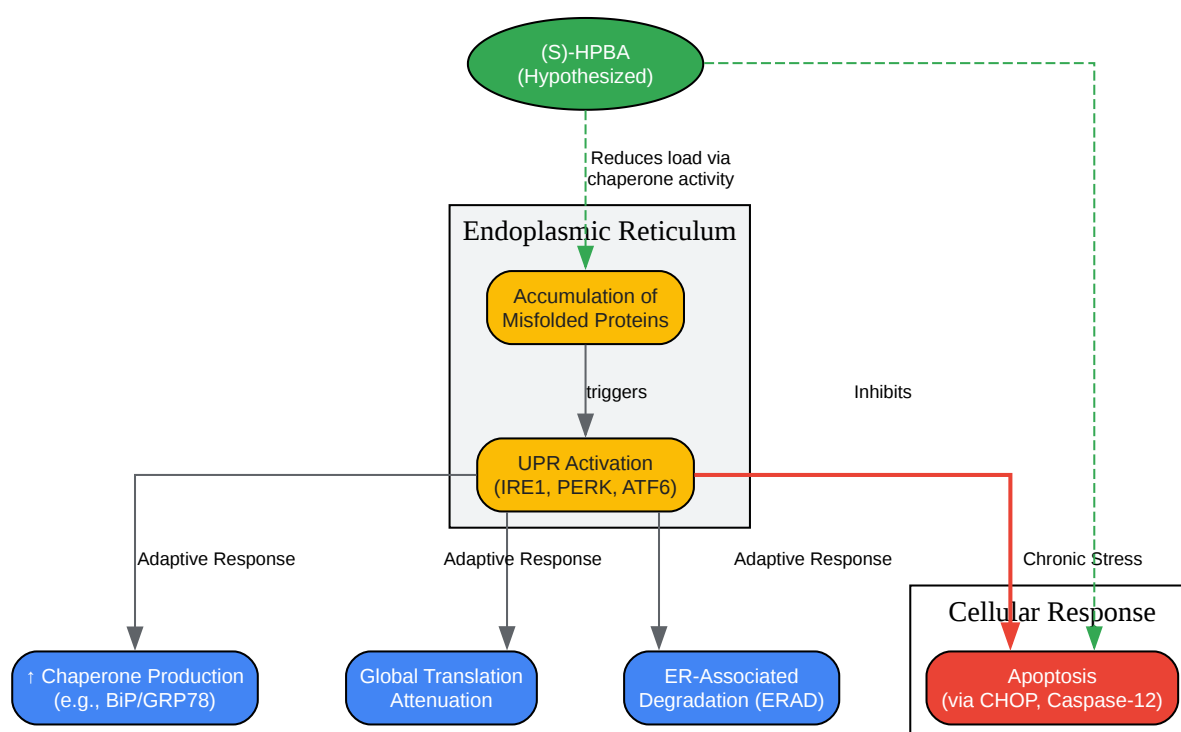 (S)-HPBA
(Hypothesized)
Reduces load via
chaperone activity
Endoplasmic Reticulum
Accumulation of
Misfolded Proteins
triggers
Inhibits
UPR Activation
(IRE1, PERK, ATF6)
Adaptive Response
Adaptive Response
Adaptive Response
Chronic Stress
Cellular Response
↑ Chaperone Production
(e.g., BiP/GRP78)
Global Translation
Attenuation
ER-Associated
Degradation (ERAD)
Apoptosis
(via CHOP, Caspase-12)